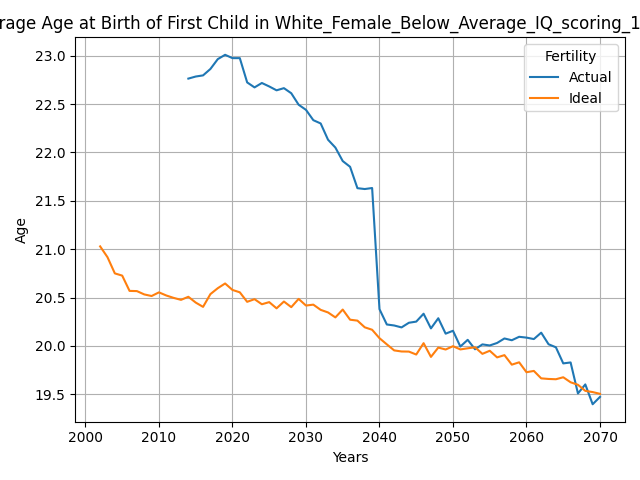 rage Age at Birth of First Child in White_Female_Below_Average_IQ_scoring_1
Fertility
Actual
Ideal
23.0
22.5
22.0
21.5
21.0
20.5
20.0
19.5
Age
2000 2010 2020 2030 2040 2050 2060 2070
Years